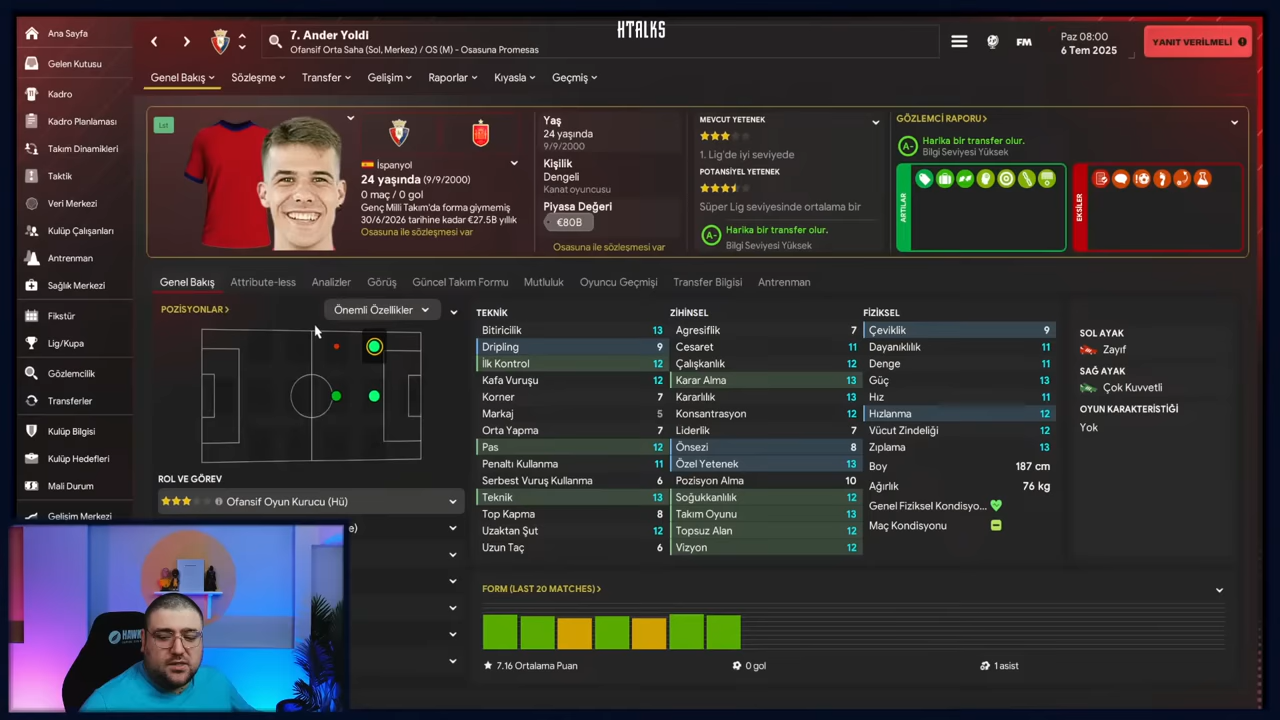 HTALKS
Ana Sayfa
Gelen Kutusu
Kadro
Kadro Planlaması
Takım Dinamikleri
Taktik
Veri Merkezi
Kulüp Çalışanları
Antrenman
Sağlık Merkezi
Fikstür
Lig/Kupa
Gözlemcilik
Transferler
Kulüp Bilgisi
Kulüp Hedefleri
Mali Durum
Gelişim Merkezi
7. Ander Yoldi
Ofansif Orta Saha (Sol, Merkez) / OS (M) - Osasuna Promesas
FM
Paz 08:00
6 Tem 2025
YANIT VERİLMELİ
Genel Bakış
Sözleşme
Transfer
Gelişim
Raporlar
Kıyasla
Geçmiş
Lst
İspanyol
24 yaşında (9/9/2000)
0 maç / 0 gol
Genç Milli Takım'da forma giymemiş
30/6/2026 tarihine kadar €27.5B yıllık
Osasuna ile sözleşmesi var
Yaş
24 yaşında
9/9/2000
Kişilik
Dengeli
Kanat oyuncusu
Piyasa Değeri
€80B
Osasuna ile sözleşmesi var
MEVCUT YETENEK
1. Lig'de iyi seviyede
POTANSİYEL YETENEK
Süper Lig seviyesinde ortalama bir
A- Harika bir transfer olur.
Bilgi Seviyesi Yüksek
GÖZLEMCİ RAPORU
A- Harika bir transfer olur.
Bilgi Seviyesi Yüksek
ARTILAR
EKSİLER
Genel Bakış
Attribute-less
Analizler
Görüş
Güncel Takım Formu
Mutluluk
Oyuncu Geçmişi
Transfer Bilgisi
Antrenman
POZİSYONLAR
Önemli Özellikler
ROL VE GÖREV
Ofansif Oyun Kurucu (Hü)
TEKNİK
Bitiricilik 13
Dripling 9
İlk Kontrol 12
Kafa Vuruşu 12
Korner 7
Markaj 5
Orta Yapma 7
Pas 12
Penaltı Kullanma 11
Serbest Vuruş Kullanma 6
Teknik 13
Top Kapma 8
Uzaktan Şut 12
Uzun Taç 6
ZİHİNSEL
Agresiflik 7
Cesaret 11
Çalışkanlık 12
Karar Alma 13
Kararlılık 13
Konsantrasyon 12
Liderlik 7
Önsezi 8
Özel Yetenek 13
Pozisyon Alma 10
Soğukkanlılık 12
Takım Oyunu 13
Topsuz Alan 12
Vizyon 12
FİZİKSEL
Çeviklik 9
Dayanıklılık 11
Denge 11
Güç 13
Hız 11
Hızlanma 12
Vücut Zindeliği 12
Zıplama 13
Boy 187 cm
Ağırlık 76 kg
Genel Fiziksel Kondisyo...
Maç Kondisyonu
SOL AYAK
Zayıf
SAĞ AYAK
Çok Kuvvetli
OYUN KARAKTERİSTİĞİ
Yok
FORM (LAST 20 MATCHES)
7.16 Ortalama Puan
0 gol
1 asist
HAWK